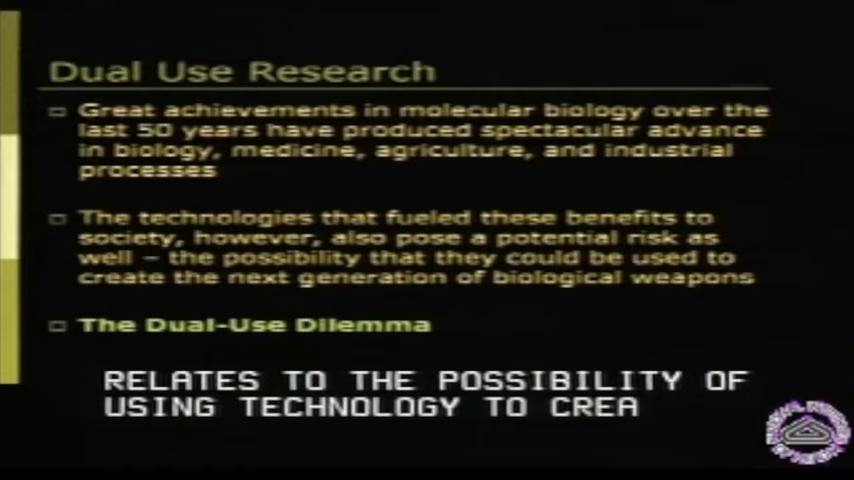 Dual Use Research
Great achievements in molecular biology over the
last 50 years have produced spectacular advance
in biology, medicine, agriculture, and industrial
processes
The technologies that fueled these benefits to
society, however, also pose a potential risk as
well – the possibility that they could be used to
create the next generation of biological weapons
The Dual-Use Dilemma
RELATES TO THE POSSIBILITY OF
USING TECHNOLOGY TO CREA